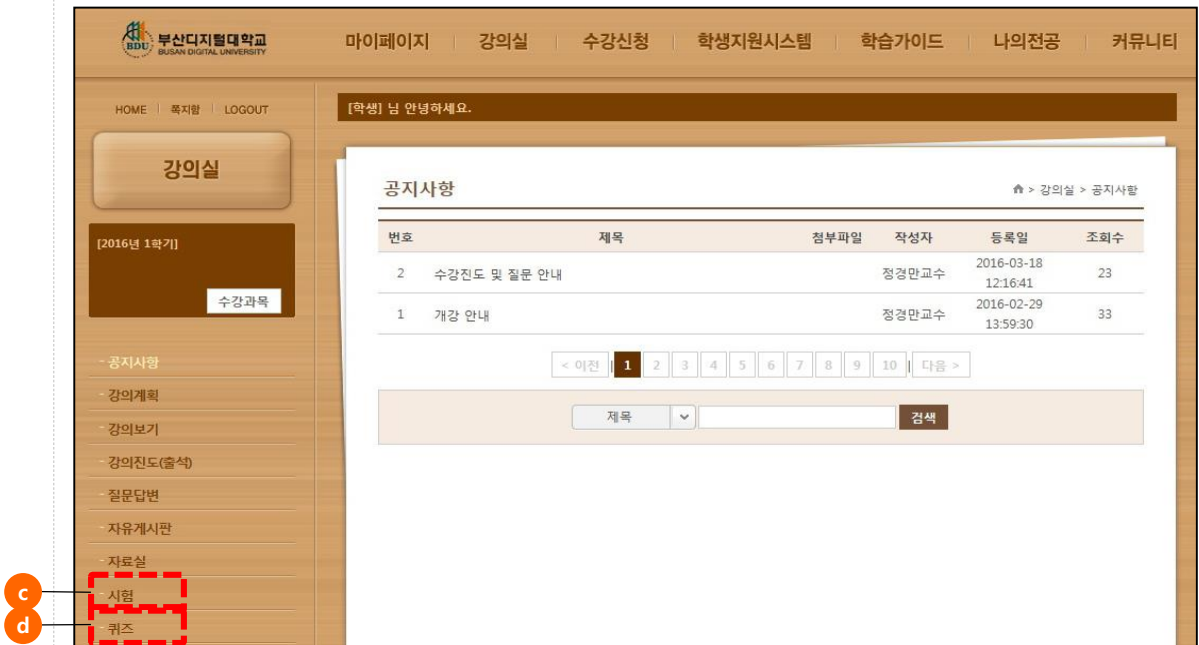 BDU 부산디지털대학교
BUSAN DIGITAL UNIVERSITY
마이페이지 | 강의실 | 수강신청 | 학생지원시스템 | 학습가이드 | 나의전공 | 커뮤니티
HOME | 쪽지함 | LOGOUT
[학생] 님 안녕하세요.
강의실
[2016년 1학기]
수강과목
- 공지사항
- 강의계획
- 강의보기
- 강의진도(출석)
- 질문답변
- 자유게시판
- 자료실
c - 시험
d - 퀴즈
공지사항
> 강의실 > 공지사항
번호 제목 첨부파일 작성자 등록일 조회수
2 수강진도 및 질문 안내 정경만교수 2016-03-18 12:16:41 23
1 개강 안내 정경만교수 2016-02-29 13:59:30 33
< 이전 | 1 2 3 4 5 6 7 8 9 10 | 다음 >
제목 검색